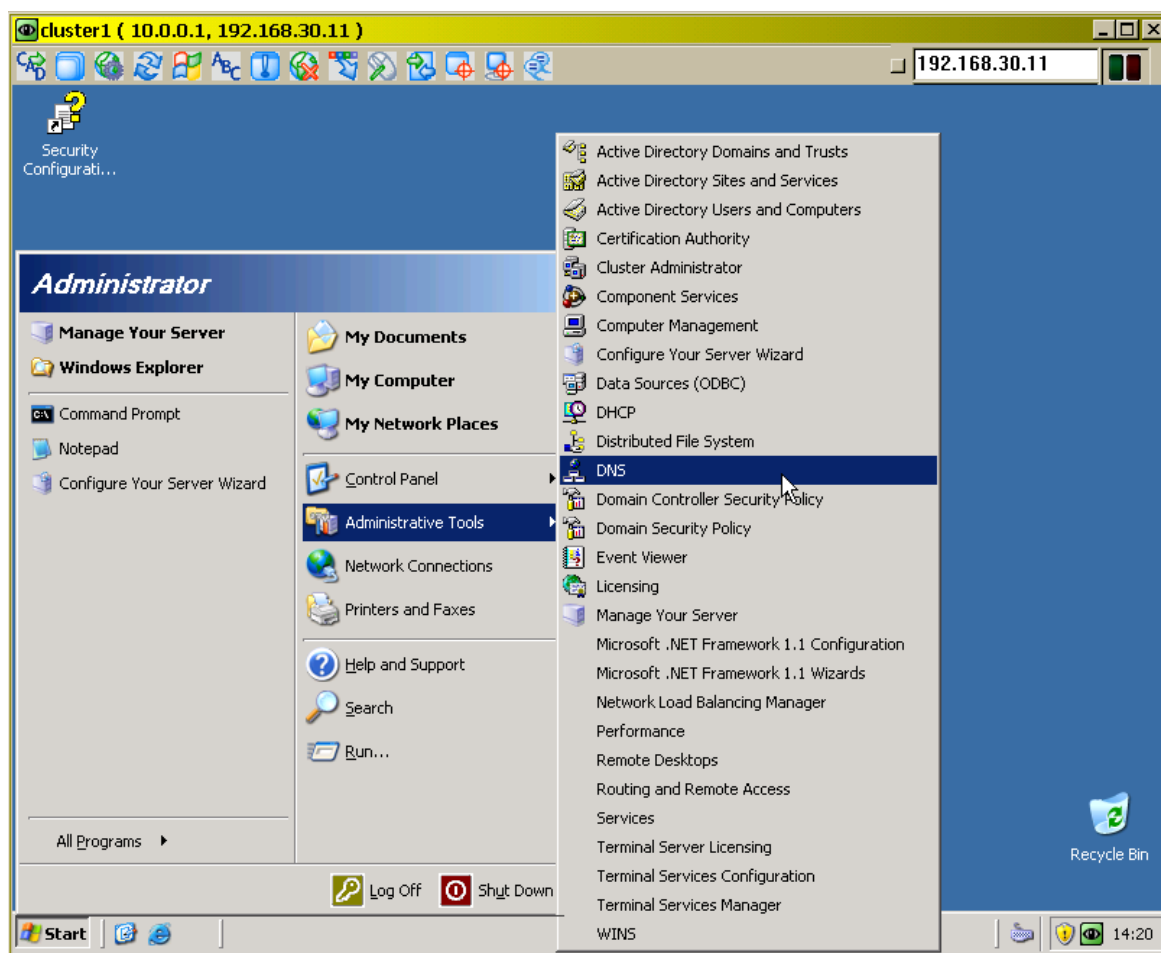 cluster1 ( 10.0.0.1, 192.168.30.11 )
192.168.30.11
Security
Configurati...
Administrator
Manage Your Server
Windows Explorer
Command Prompt
Notepad
Configure Your Server Wizard
All Programs
My Documents
My Computer
My Network Places
Control Panel
Administrative Tools
Network Connections
Printers and Faxes
Help and Support
Search
Run...
Log Off
Shut Down
Active Directory Domains and Trusts
Active Directory Sites and Services
Active Directory Users and Computers
Certification Authority
Cluster Administrator
Component Services
Computer Management
Configure Your Server Wizard
Data Sources (ODBC)
DHCP
Distributed File System
DNS
Domain Controller Security Policy
Domain Security Policy
Event Viewer
Licensing
Manage Your Server
Microsoft .NET Framework 1.1 Configuration
Microsoft .NET Framework 1.1 Wizards
Network Load Balancing Manager
Performance
Remote Desktops
Routing and Remote Access
Services
Terminal Server Licensing
Terminal Services Configuration
Terminal Services Manager
WINS
Recycle Bin
Start
14:20